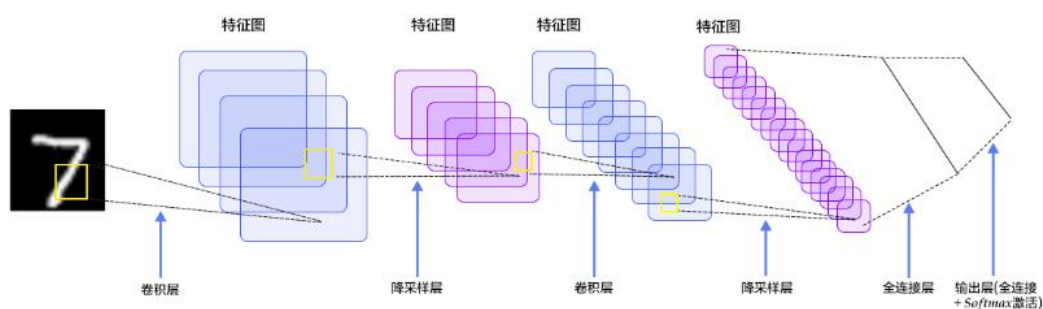 特征图
特征图
特征图
特征图
7
卷积层
降采样层
卷积层
降采样层
全连接层
输出层(全连接
+ Softmax激活)